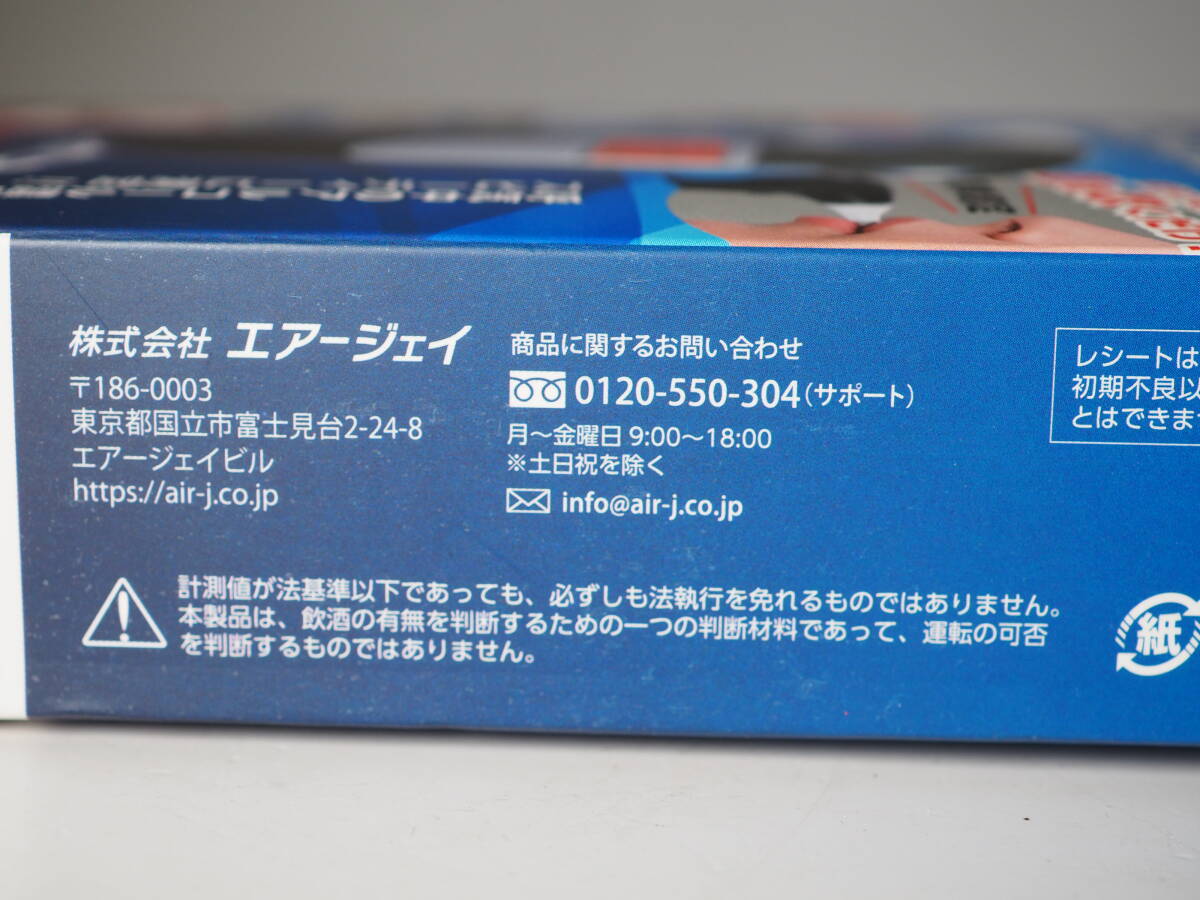 株式会社 エアージェイ
〒186-0003
東京都国立市富士見台2-24-8
エアージェイビル
https://air-j.co.jp
商品に関するお問い合わせ
0120-550-304(サポート)
月〜金曜日 9:00〜18:00
※土日祝を除く
info@air-j.co.jp
レシートは
初期不良以
とはできま
計測値が法基準以下であっても、必ずしも法執行を免れるものではありません。
本製品は、飲酒の有無を判断するための一つの判断材料であって、運転の可否
を判断するものではありません。
紙